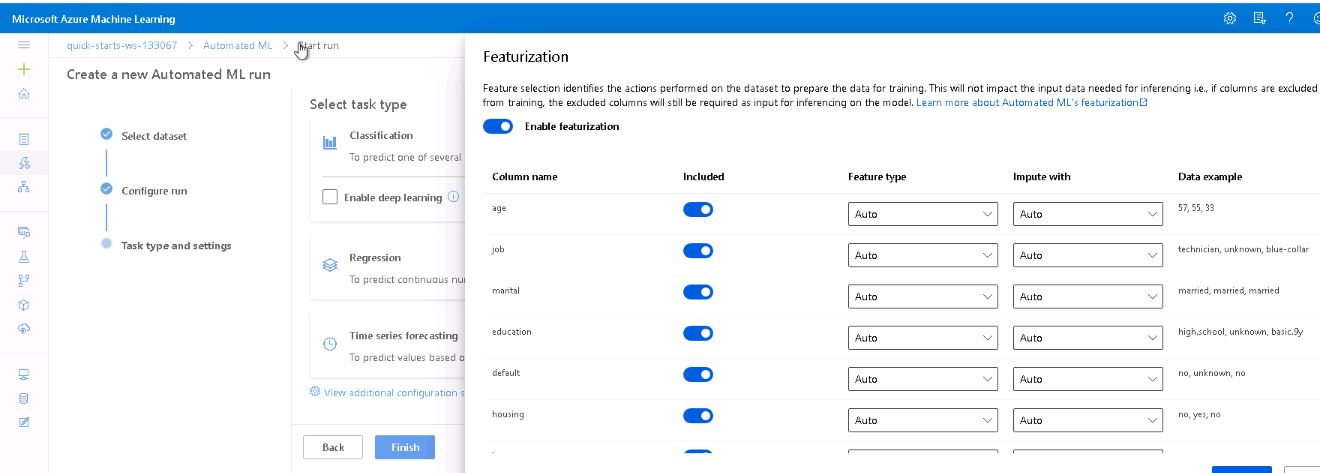 Microsoft Azure Machine Learning
quick-starts-ws-133067 > Automated ML > Start run
Create a new Automated ML run
Select dataset
Configure run
Task type and settings
Select task type
Classification
To predict one of several
Enable deep learning
Regression
To predict continuous nu
Time series forecasting
To predict values based o
View additional configuration s
Back
Finish
Featurization
Feature selection identifies the actions performed on the dataset to prepare the data for training. This will not impact the input data needed for inferencing i.e., if columns are excluded
from training, the excluded columns will still be required as input for inferencing on the model. Learn more about Automated ML's featurization
Enable featurization
Column name Included Feature type Impute with Data example
age Auto Auto 57, 55, 33
job Auto Auto technician, unknown, blue-collar
marital Auto Auto married, married, married
education Auto Auto high.school, unknown, basic.9y
default Auto Auto no, unknown, no
housing Auto Auto no, yes, no